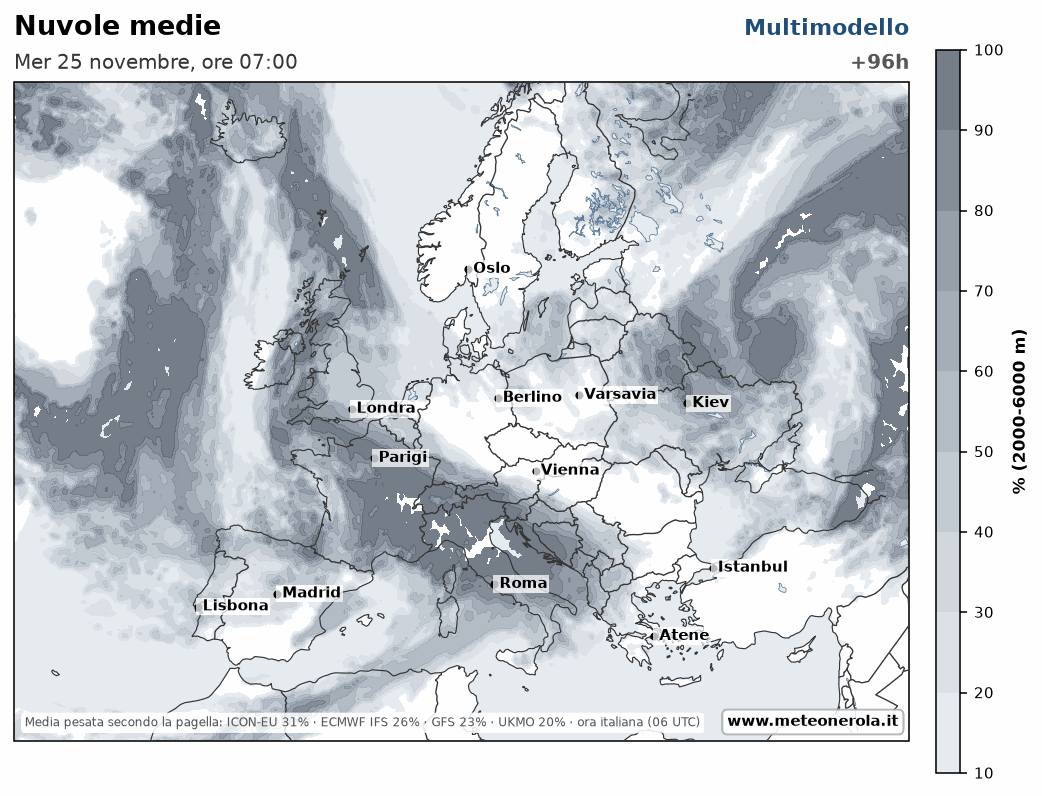 Nuvole medie
Multimodello
Mer 25 novembre, ore 07:00
+96h
100
90
80
70
60
50
40
30
20
10
% (2000-6000 m)
Oslo
Londra
Berlino
Varsavia
Kiev
Parigi
Vienna
Istanbul
Roma
Madrid
Lisbona
Atene
Media pesata secondo la pagella: ICON-EU 31% · ECMWF IFS 26% · GFS 23% · UKMO 20% · ora italiana (06 UTC)
www.meteonerola.it